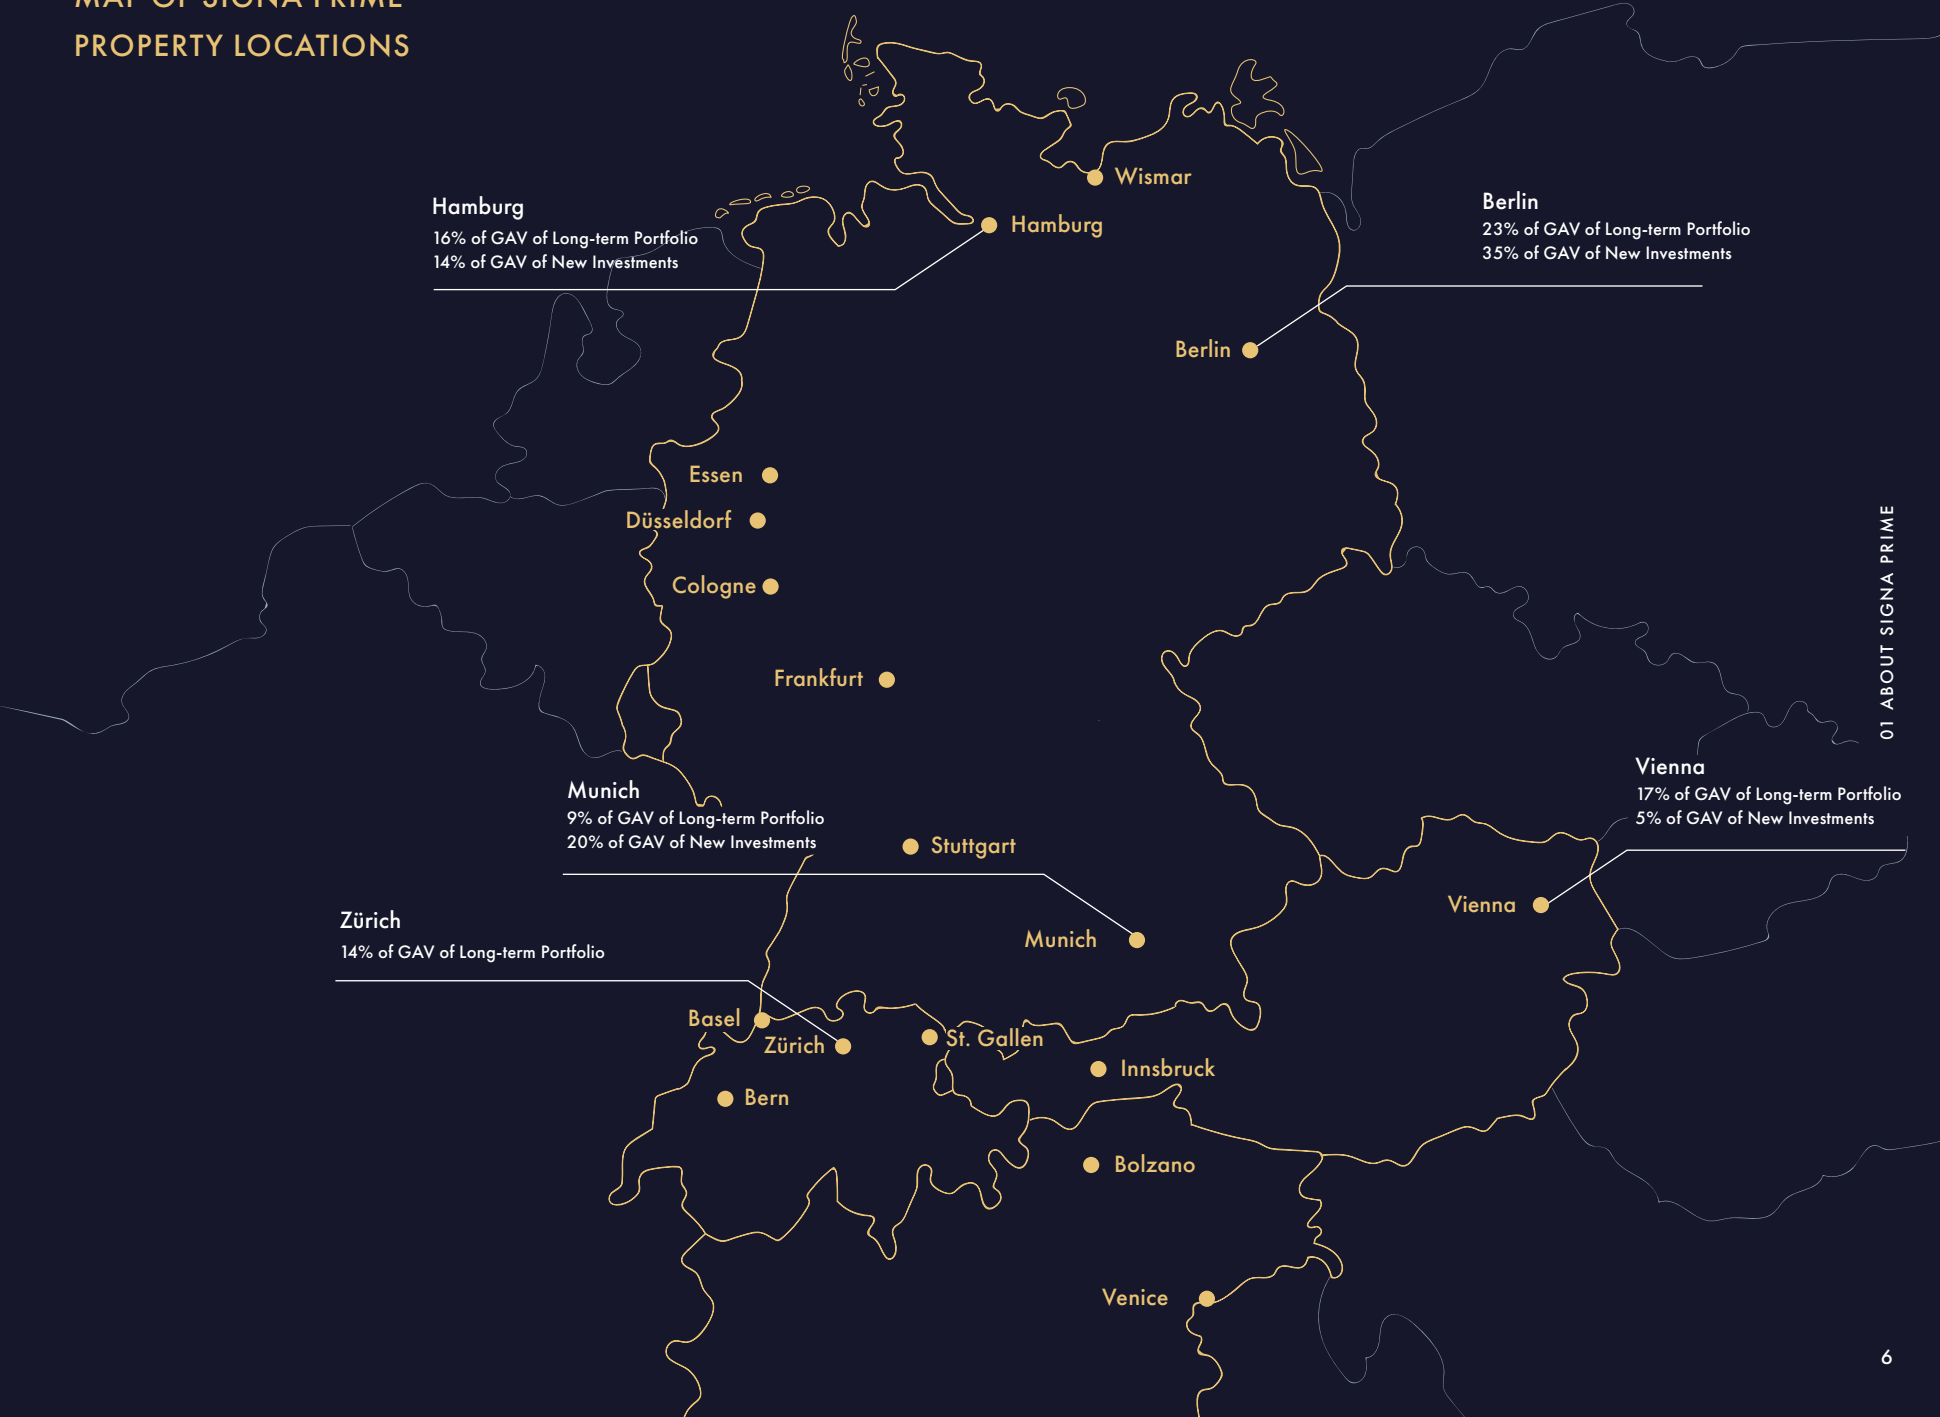 MAP OF SIGNA PRIME
PROPERTY LOCATIONS
Wismar
Hamburg
16% of GAV of Long-term Portfolio
14% of GAV of New Investments
Hamburg
Berlin
23% of GAV of Long-term Portfolio
35% of GAV of New Investments
Berlin
Essen
Düsseldorf
Cologne
Frankfurt
01 ABOUT SIGNA PRIME
Munich
9% of GAV of Long-term Portfolio
20% of GAV of New Investments
Stuttgart
Vienna
17% of GAV of Long-term Portfolio
5% of GAV of New Investments
Vienna
Munich
Zürich
14% of GAV of Long-term Portfolio
Basel
Zürich
St. Gallen
Innsbruck
Bern
Bolzano
Venice
6